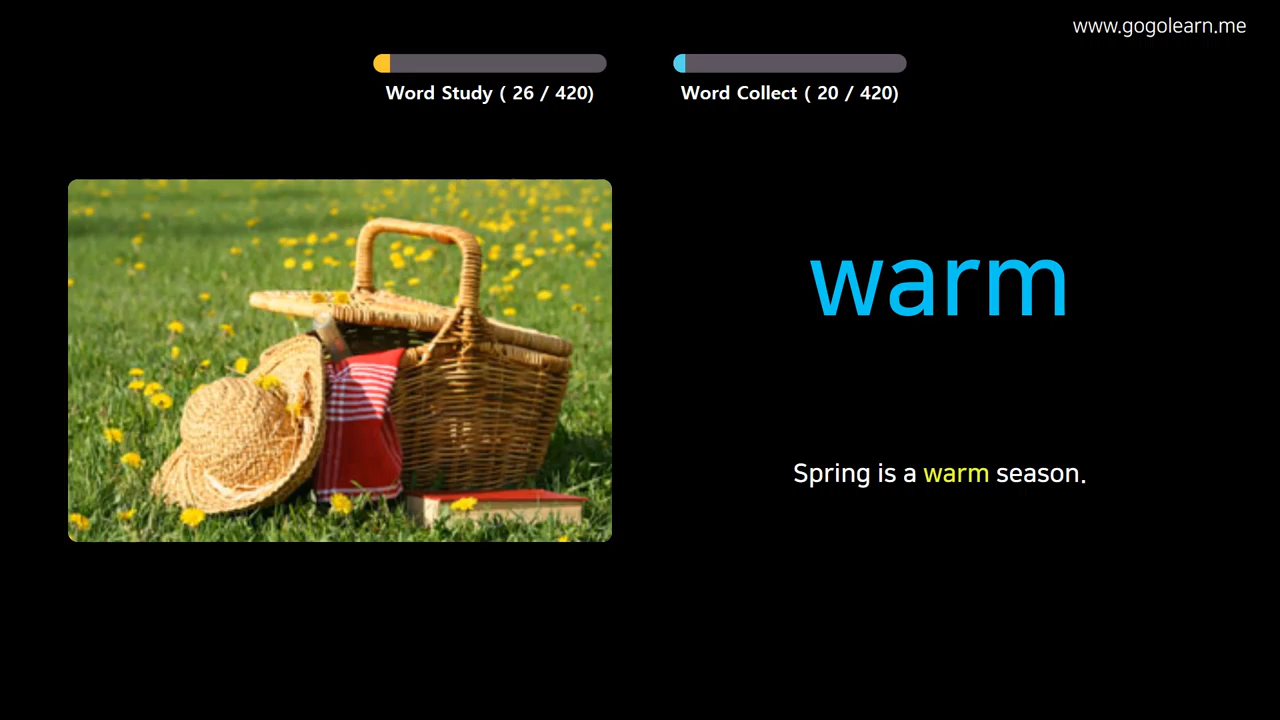 www.gogolearn.me
Word Study ( 26 / 420)
Word Collect ( 20 / 420)
warm
Spring is a warm season.